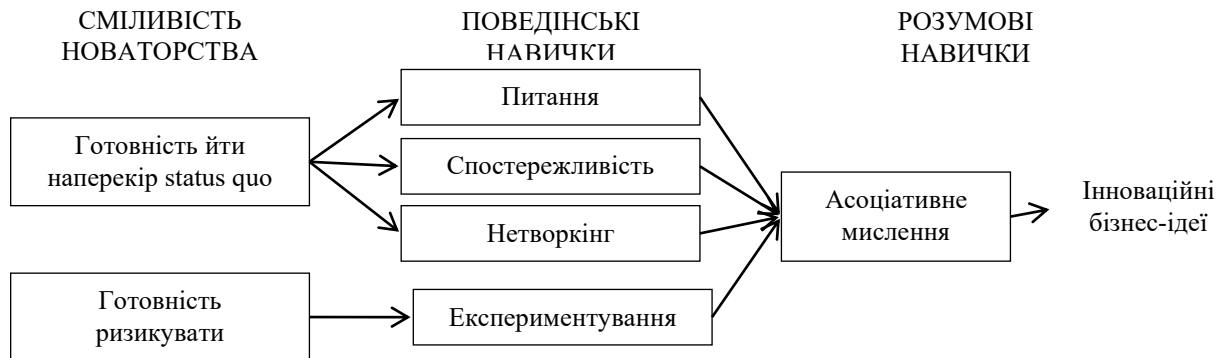 СМІЛИВІСТЬ
НОВАТОРСТВА
ПОВЕДІНСЬКІ
НАВИЧКИ
РОЗУМОВІ
НАВИЧКИ
Готовність йти
наперекір status quo
Готовність
ризикувати
Питання
Спостережливість
Нетворкінг
Експериментування
Асоціативне
мислення
Інноваційні
бізнес-ідеї